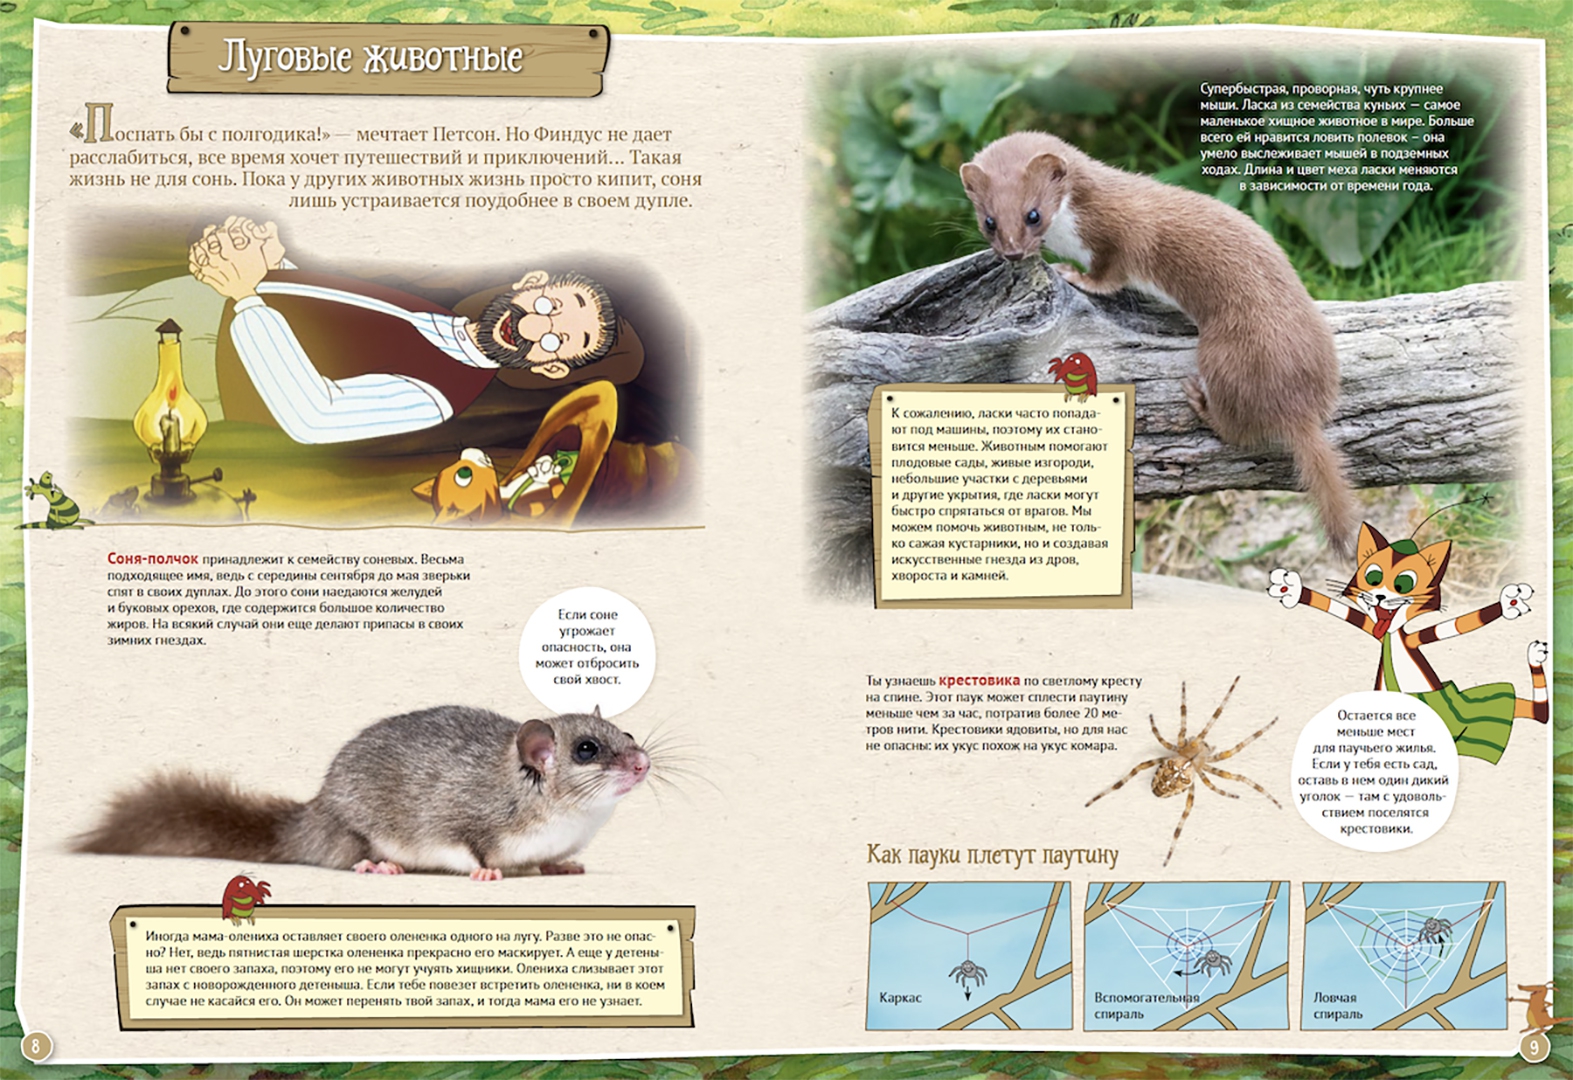 Луговые животные
«Поспать бы с полгодика!» — мечтает Петсон. Но Финдус не дает
расслабиться, все время хочет путешествий и приключений... Такая
жизнь не для сонь. Пока у других животных жизнь просто кипит, соня
лишь устраивается поудобнее в своем дупле.
Соня-полчок принадлежит к семейству соневых. Весьма
подходящее имя, ведь с середины сентября до мая зверьки
спят в своих дуплах. До этого сони наедаются желудей
и буковых орехов, где содержится большое количество
жиров. На всякий случай они еще делают припасы в своих
зимних гнездах.
Если соне
угрожает
опасность, она
может отбросить
свой хвост.
Иногда мама-олениха оставляет своего олененка одного на лугу. Разве это не опас-
но? Нет, ведь пятнистая шерстка олененка прекрасно его маскирует. А еще у детены-
ша нет своего запаха, поэтому его не могут учуять хищники. Олениха слизывает этот
запах с новорожденного детеныша. Если тебе повезет встретить олененка, ни в коем
случае не касайся его. Он может перенять твой запах, и тогда мама его не узнает.
8
Супербыстрая, проворная, чуть крупнее
мыши. Ласка из семейства куньих — самое
маленькое хищное животное в мире. Больше
всего ей нравится ловить полевок – она
умело выслеживает мышей в подземных
ходах. Длина и цвет меха ласки меняются
в зависимости от времени года.
К сожалению, ласки часто попада-
ют под машины, поэтому их стано-
вится меньше. Животным помогают
плодовые сады, живые изгороди,
небольшие участки с деревьями
и другие укрытия, где ласки могут
быстро спрятаться от врагов. Мы
можем помочь животным, не толь-
ко сажая кустарники, но и создавая
искусственные гнезда из дров,
хвороста и камней.
Ты узнаешь крестовика по светлому кресту
на спине. Этот паук может сплести паутину
меньше чем за час, потратив более 20 ме-
тров нити. Крестовики ядовиты, но для нас
не опасны: их укус похож на укус комара.
Остается все
меньше мест
для паучьего жилья.
Если у тебя есть сад,
оставь в нем один дикий
уголок — там с удоволь-
ствием поселятся
крестовики.
Как пауки плетут паутину
Каркас
Вспомогательная
спираль
Ловчая
спираль
9